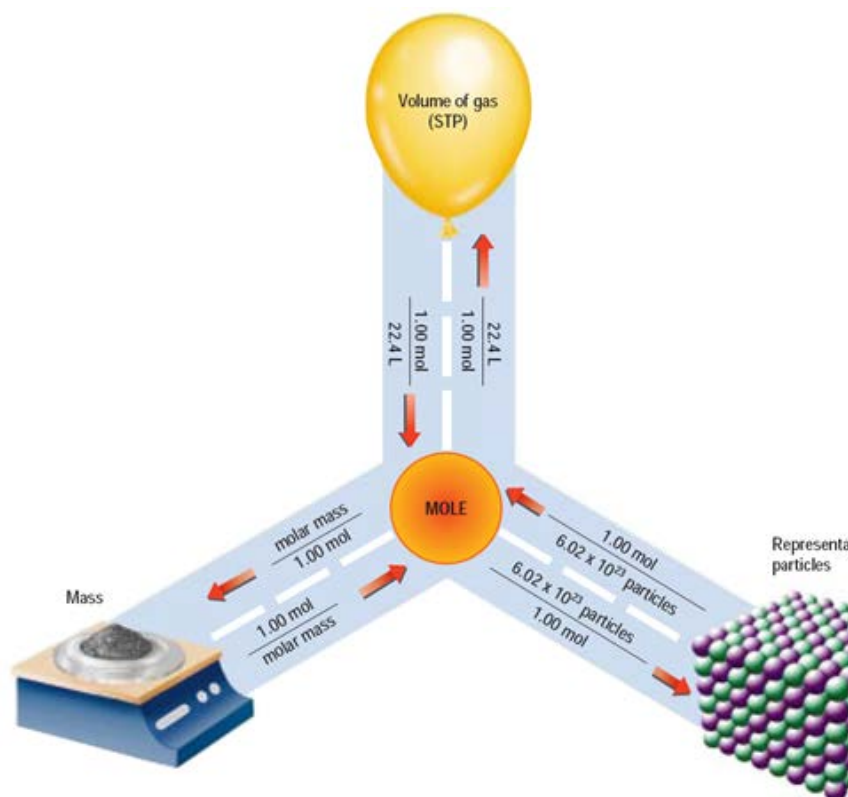 Volume of gas
(STP)
1.00 mol
22.4 L
22.4 L
1.00 mol
MOLE
molar mass
1.00 mol
1.00 mol
molar mass
1.00 mol
6.02 x 10²³ particles
6.02 x 10²³ particles
1.00 mol
Mass
Representa
particles